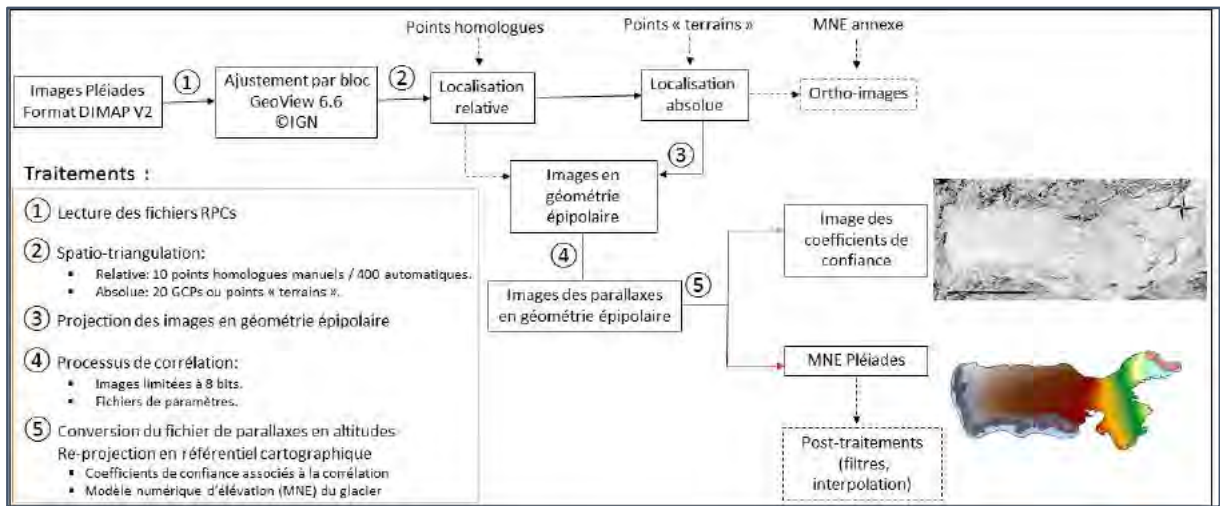 Points homologues
Points « terrains »
MNE annexe
Images Pléiades
Format DIMAP V2
①
Ajustement par bloc
GeoView 6.6
©IGN
②
Localisation
relative
Localisation
absolue
Ortho-images
③
Images en
géométrie
épipolaire
④
Images des parallaxes
en géométrie épipolaire
⑤
Image des
coefficients de
confiance
MNE Pléiades
Post-traitements
(filtres,
interpolation)
Traitements :
① Lecture des fichiers RPCs
② Spatio-triangulation:
▪ Relative: 10 points homologues manuels / 400 automatiques.
▪ Absolue: 20 GCPs ou points « terrains ».
③ Projection des images en géométrie épipolaire
④ Processus de corrélation:
▪ Images limitées à 8 bits.
▪ Fichiers de paramètres.
⑤ Conversion du fichier de parallaxes en altitudes
Re-projection en référentiel cartographique
▪ Coefficients de confiance associés à la corrélation
▪ Modèle numérique d'élévation (MNE) du glacier